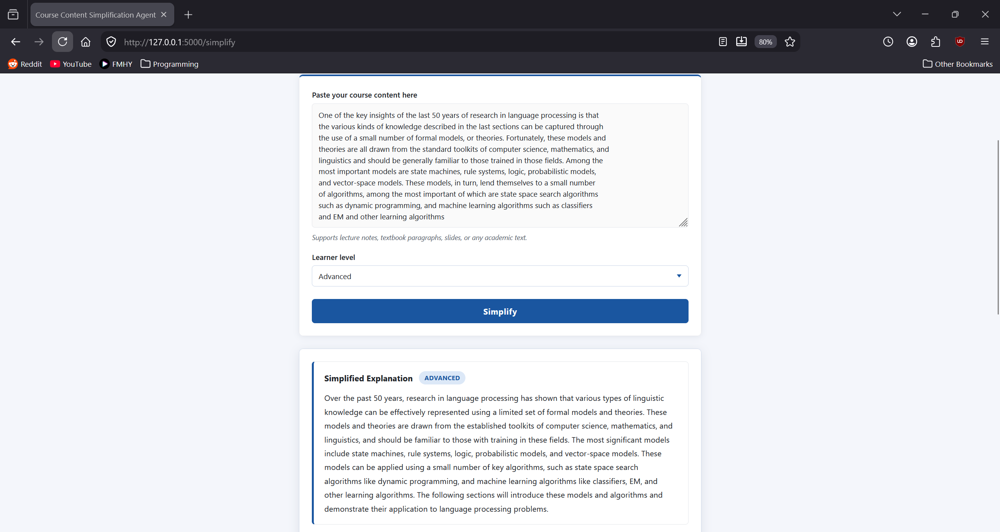 Course Content Simplification Agent
http://127.0.0.1:5000/simplify
80%
Reddit
YouTube
FMHY
Programming
Other Bookmarks
Paste your course content here
One of the key insights of the last 50 years of research in language processing is that
the various kinds of knowledge described in the last sections can be captured through
the use of a small number of formal models, or theories. Fortunately, these models and
theories are all drawn from the standard toolkits of computer science, mathematics, and
linguistics and should be generally familiar to those trained in those fields. Among the
most important models are state machines, rule systems, logic, probabilistic models,
and vector-space models. These models, in turn, lend themselves to a small number
of algorithms, among the most important of which are state space search algorithms
such as dynamic programming, and machine learning algorithms such as classifiers
and EM and other learning algorithms
Supports lecture notes, textbook paragraphs, slides, or any academic text.
Learner level
Advanced
Simplify
Simplified Explanation ADVANCED
Over the past 50 years, research in language processing has shown that various types of linguistic
knowledge can be effectively represented using a limited set of formal models and theories. These
models and theories are drawn from the established toolkits of computer science, mathematics, and
linguistics, and should be familiar to those with training in these fields. The most significant models
include state machines, rule systems, logic, probabilistic models, and vector-space models. These
models can be applied using a small number of key algorithms, such as state space search
algorithms like dynamic programming, and machine learning algorithms like classifiers, EM, and
other learning algorithms. The following sections will introduce these models and algorithms and
demonstrate their application to language processing problems.